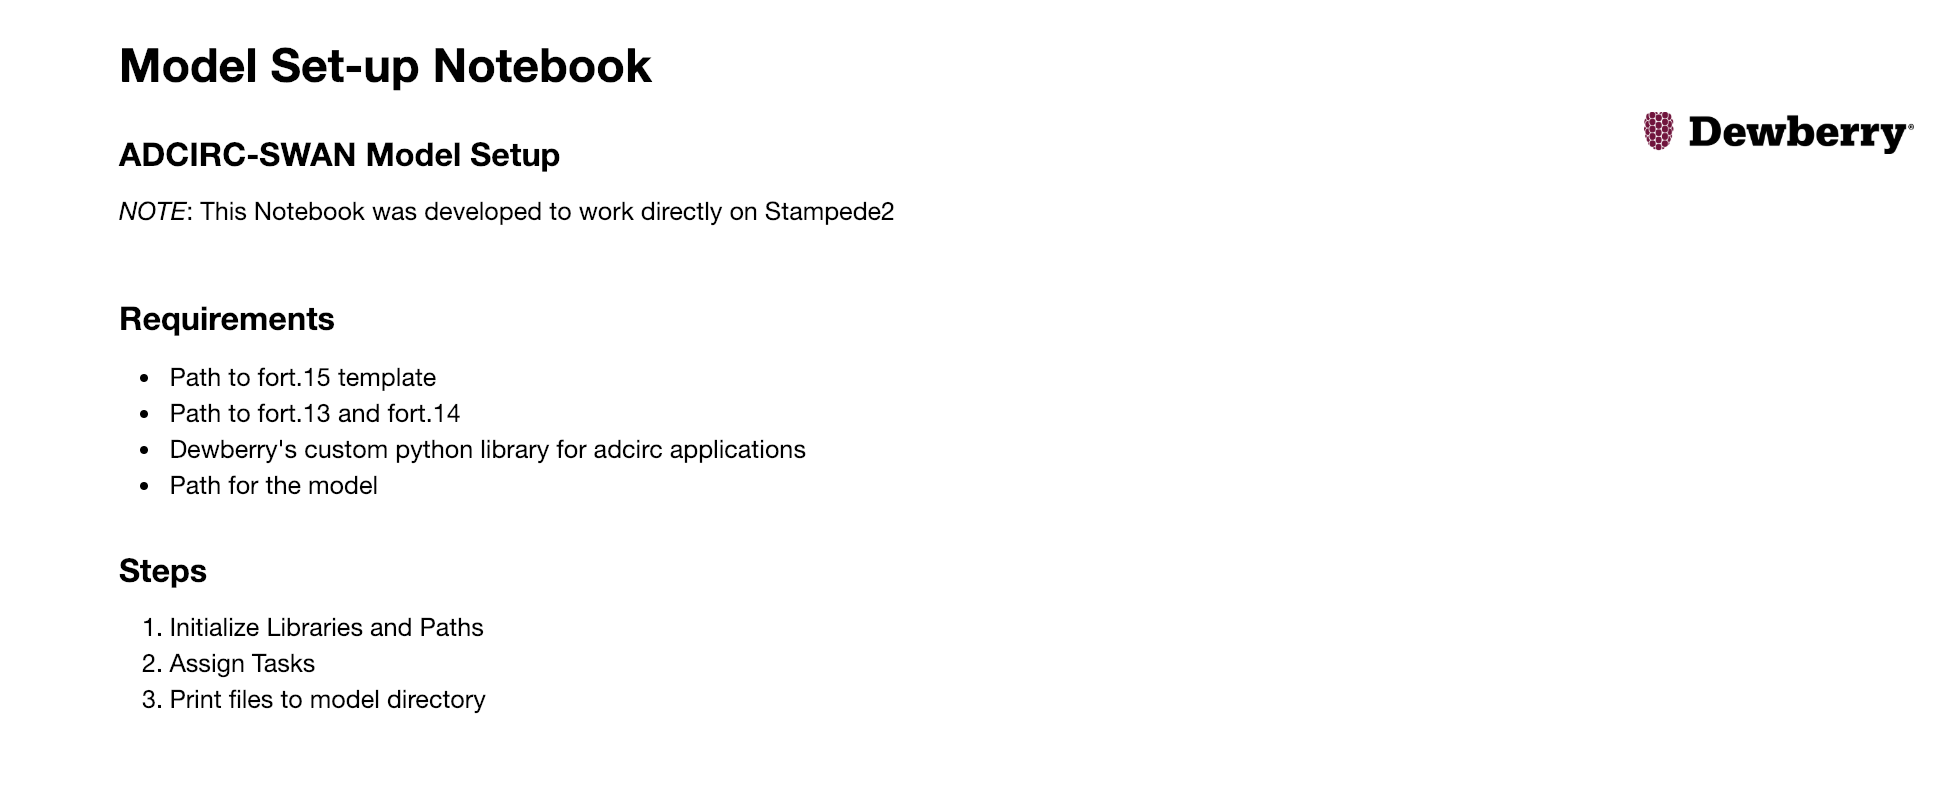 Model Set-up Notebook
Dewberry®
ADCIRC-SWAN Model Setup
NOTE: This Notebook was developed to work directly on Stampede2
Requirements
• Path to fort.15 template
• Path to fort.13 and fort.14
• Dewberry's custom python library for adcirc applications
• Path for the model
Steps
1. Initialize Libraries and Paths
2. Assign Tasks
3. Print files to model directory